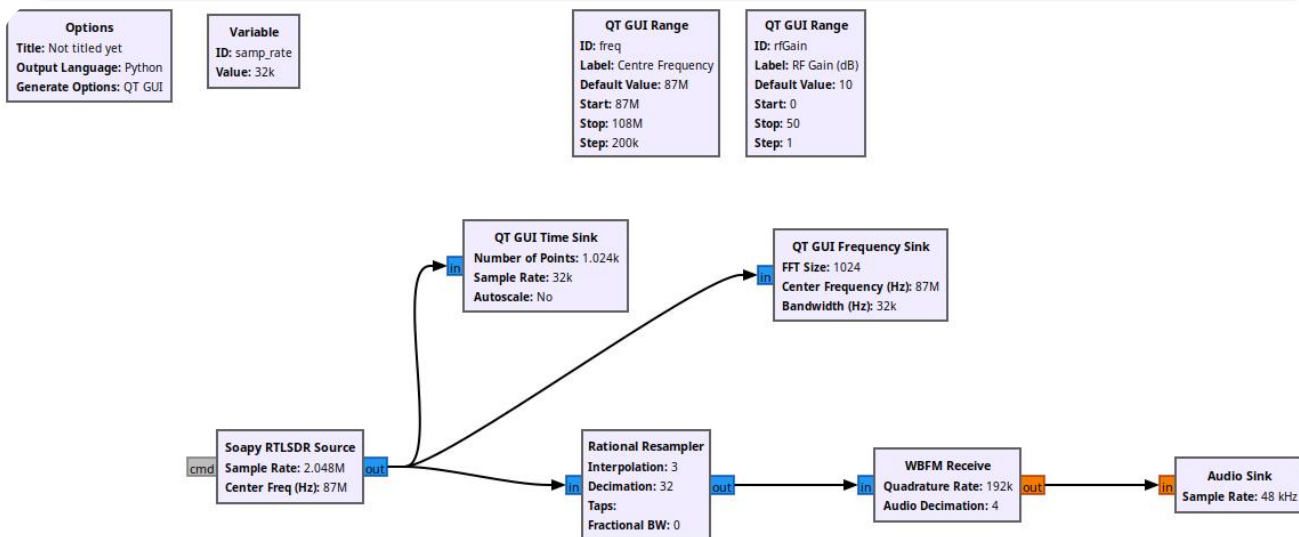 Options
Title: Not titled yet
Output Language: Python
Generate Options: QT GUI
Variable
ID: samp_rate
Value: 32k
QT GUI Range
ID: freq
Label: Centre Frequency
Default Value: 87M
Start: 87M
Stop: 108M
Step: 200k
QT GUI Range
ID: rfGain
Label: RF Gain (dB)
Default Value: 10
Start: 0
Stop: 50
Step: 1
in
QT GUI Time Sink
Number of Points: 1.024k
Sample Rate: 32k
Autoscale: No
in
QT GUI Frequency Sink
FFT Size: 1024
Center Frequency (Hz): 87M
Bandwidth (Hz): 32k
cmd
Soapy RTLSDR Source
Sample Rate: 2.048M
Center Freq (Hz): 87M
out
in
Rational Resampler
Interpolation: 3
Decimation: 32
Taps:
Fractional BW: 0
out
in
WBFM Receive
Quadrature Rate: 192k
Audio Decimation: 4
out
in
Audio Sink
Sample Rate: 48 kHz